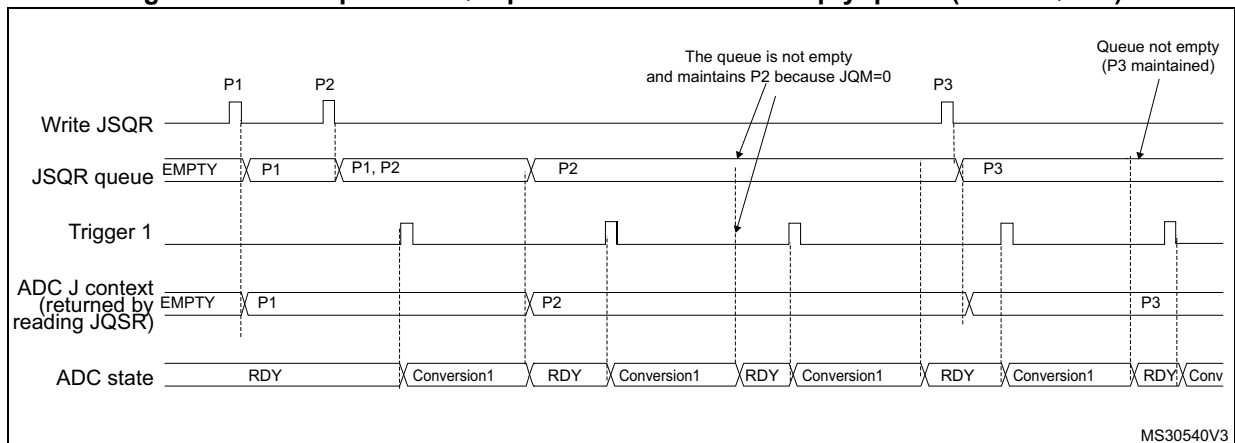 The queue is not empty
and maintains P2 because JQM=0
Queue not empty
(P3 maintained)
P1
P2
P3
Write JSQR
JSQR queue
EMPTY
P1
P1, P2
P2
P3
Trigger 1
ADC J context
(returned by
reading JQSR)
EMPTY
P1
P2
P3
ADC state
RDY
Conversion1
RDY
Conversion1
RDY
Conversion1
RDY
Conversion1
RDY
Conv
MS30540V3